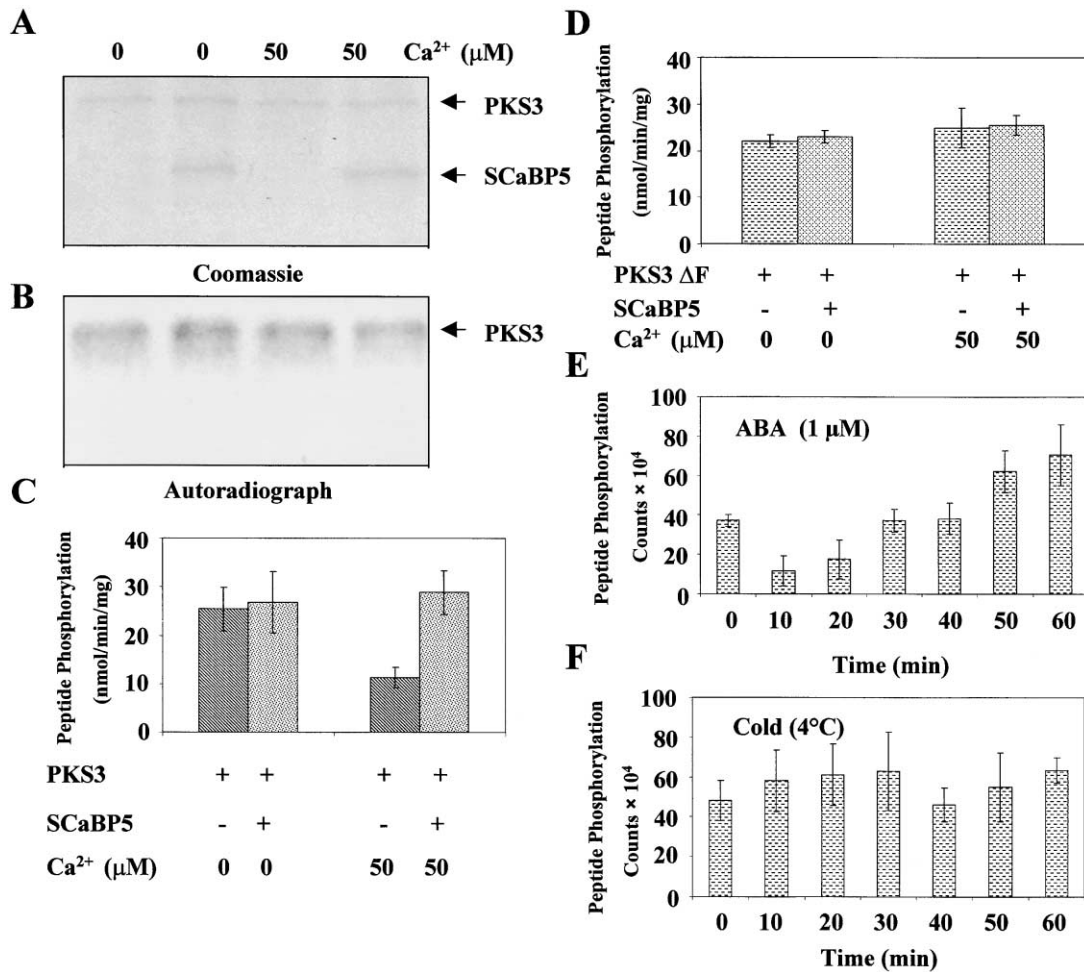 A
0 0 50 50 Ca²⁺ (μM)
PKS3
SCaBP5
Coomassie
B
PKS3
Autoradiograph
C
Peptide Phosphorylation
(nmol/min/mg)
40
30
20
10
0
PKS3 + + + +
SCaBP5 - + - +
Ca²⁺ (μM) 0 0 50 50
D
Peptide Phosphorylation
(nmol/min/mg)
40
30
20
10
0
PKS3 ΔF + + + +
SCaBP5 - + - +
Ca²⁺ (μM) 0 0 50 50
E
Peptide Phosphorylation
Counts × 10⁴
100
80
60
40
20
0
ABA (1 μM)
0 10 20 30 40 50 60
Time (min)
F
Peptide Phosphorylation
Counts × 10⁴
100
80
60
40
20
0
Cold (4°C)
0 10 20 30 40 50 60
Time (min)